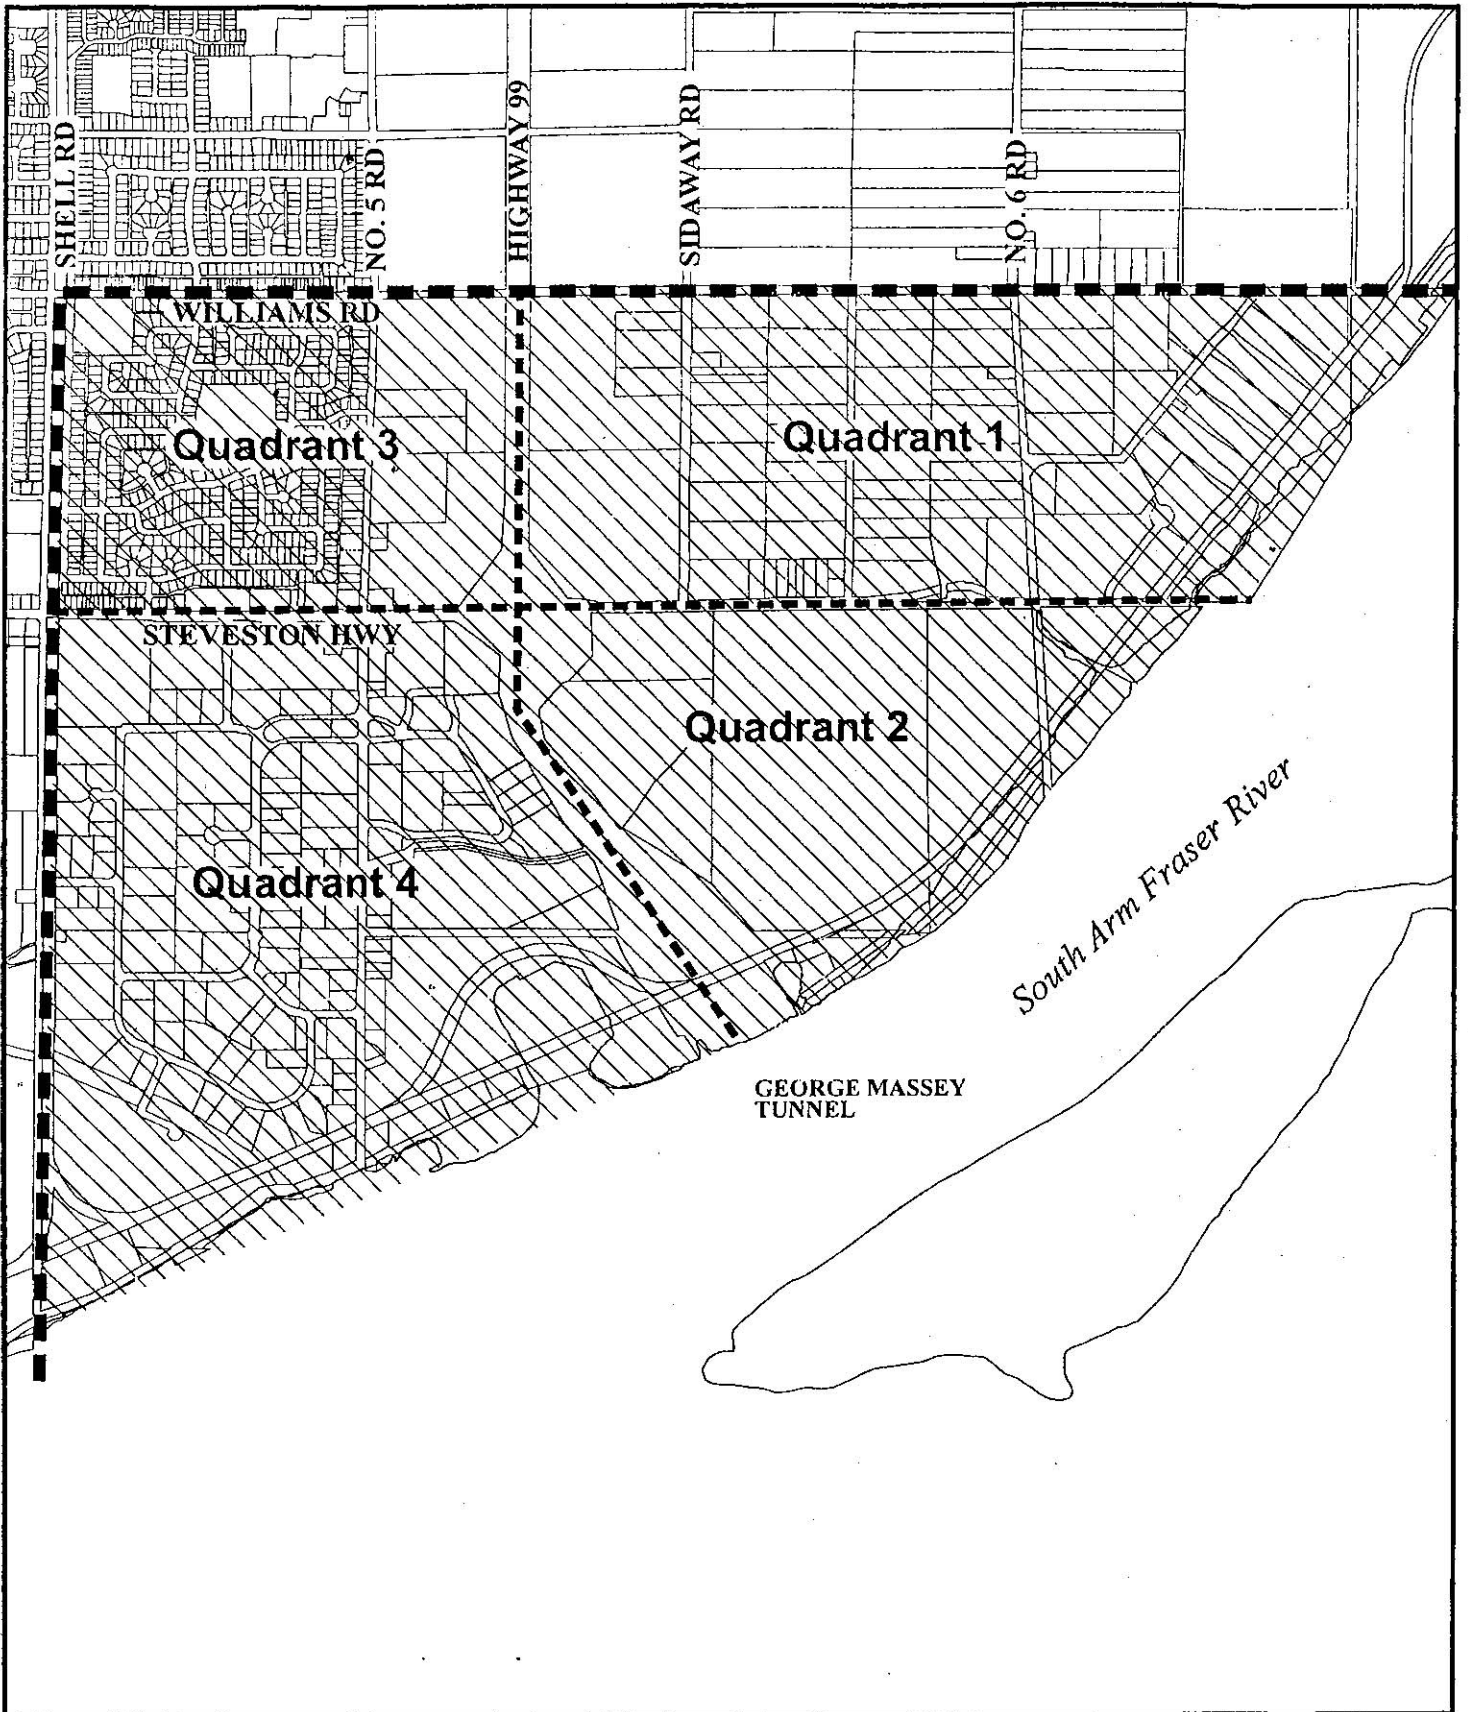 SHELL RD
NO. 5 RD
HIGHWAY 99
SIDAWAY RD
NO. 6 RD
WILLIAMS RD
Quadrant 3
Quadrant 1
STEVESTON HWY
Quadrant 2
Quadrant 4
South Arm Fraser River
GEORGE MASSEY
TUNNEL